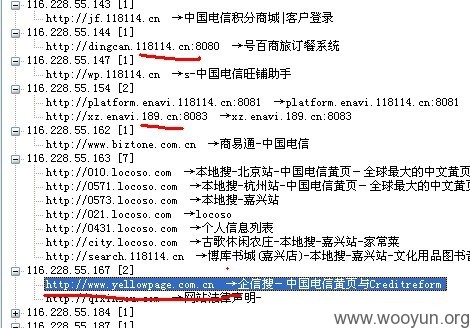 116.228.55.143 [1]
http://jf.118114.cn →中国电信积分商城|客户登录
116.228.55.144 [1]
http://dingcan.118114.cn:8080 →号百商旅订餐系统
116.228.55.147 [1]
http://wp.118114.cn →s-中国电信旺铺助手
116.228.55.154 [2]
http://platform.enavi.118114.cn:8081 →platform.enavi.118114.cn:8081
http://xz.enavi.189.cn:8083 →xz.enavi.189.cn:8083
116.228.55.162 [1]
http://www.biztone.com.cn →商易通-中国电信
116.228.55.163 [7]
http://010.locoso.com →本地搜-北京站-中国电信黄页－全球最大的中文黄页
http://0571.locoso.com →本地搜-杭州站-中国电信黄页－全球最大的中文
http://0573.locoso.com →本地搜-嘉兴站
http://021.locoso.com →locoso
http://0431.locoso.com →个人信息列表
http://city.locoso.com →古歌休闲农庄-本地搜-嘉兴站-家常菜
http://search.118114.cn →博库书城(嘉兴店)-本地搜-嘉兴站-文化用品图书音
116.228.55.167 [2]
http://www.yellowpage.com.cn →企信搜－中国电信黄页与Creditreform
→网站法律声明-
116.228.55.184 [1]
116.228.55.187 [1]
www.wooyun.org